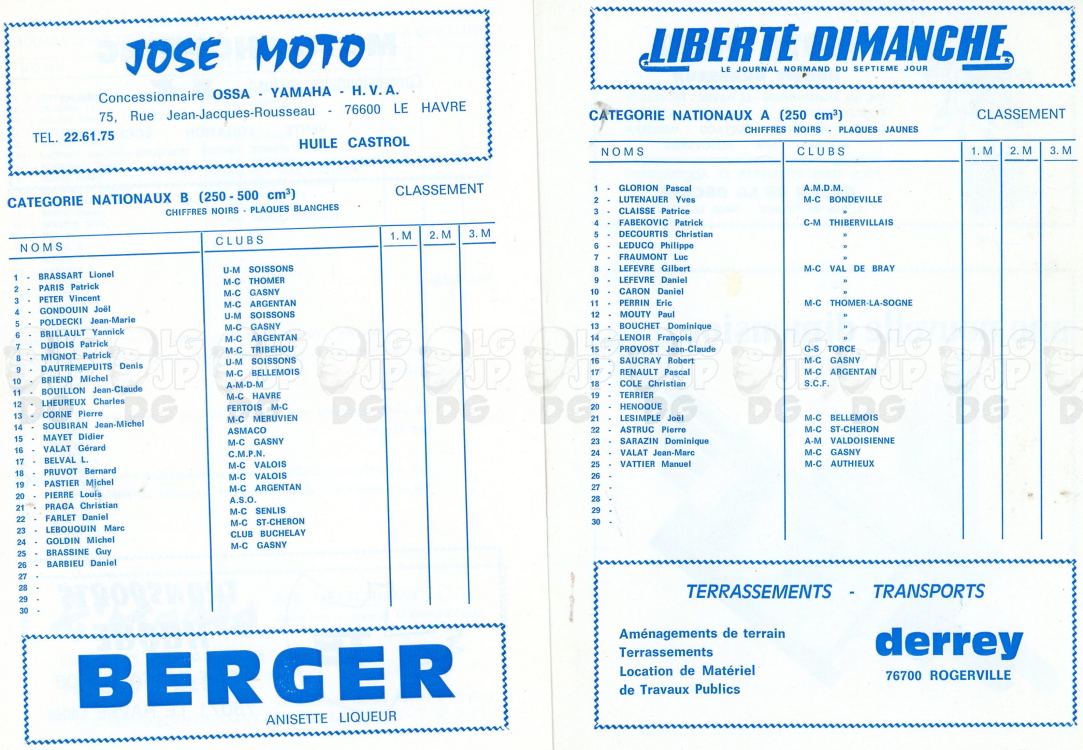 JOSE MOTO
Concessionnaire OSSA - YAMAHA - H.V.A.
75, Rue Jean-Jacques-Rousseau - 76600 LE HAVRE
TEL. 22.61.75
HUILE CASTROL
CATEGORIE NATIONAUX B (250-500 cm³) CLASSEMENT
CHIFFRES NOIRS - PLAQUES BLANCHES
NOMS CLUBS 1. M 2. M 3. M
1 - BRASSART Lionel U-M SOISSONS
2 - PARIS Patrick M-C THOMER
3 - PETER Vincent M-C GASNY
4 - GONDOUIN Joël M-C ARGENTAN
5 - POLDECKI Jean-Marie U-M SOISSONS
6 - BRILLAULT Yannick M-C GASNY
7 - DUBOIS Patrick M-C ARGENTAN
8 - MIGNOT Patrick M-C TRIBEHOU
9 - DAUTREMEPUITS Denis U-M SOISSONS
10 - BRIEND Michel M-C BELLEMOIS
11 - BOUILLON Jean-Claude A-M-D-M
12 - LHEUREUX Charles M-C HAVRE
13 - CORNE Pierre FERTOIS M-C
14 - SOUBIRAN Jean-Michel M-C MERUVIEN
15 - MAYET Didier ASMACO
16 - VALAT Gérard M-C GASNY
17 - BELVAL L. C.M.P.N.
18 - PRUVOT Bernard M-C VALOIS
19 - PASTIER Michel M-C VALOIS
20 - PIERRE Louis M-C ARGENTAN
21 - PRAGA Christian A.S.O.
22 - FARLET Daniel M-C SENLIS
23 - LEBOUQUIN Marc M-C ST-CHERON
24 - GOLDIN Michel CLUB BUCHELAY
25 - BRASSINE Guy M-C GASNY
26 - BARBIEU Daniel
27 -
28 -
29 -
30 -
BERGER
ANISETTE LIQUEUR
LIBERTÉ DIMANCHE
LE JOURNAL NORMAND DU SEPTIEME JOUR
CATEGORIE NATIONAUX A (250 cm³) CLASSEMENT
CHIFFRES NOIRS - PLAQUES JAUNES
NOMS CLUBS 1. M 2. M 3. M
1 - GLORION Pascal A.M.D.M.
2 - LUTENAUER Yves M-C BONDEVILLE
3 - CLAISSE Patrice »
4 - FABEKOVIC Patrick C-M THIBERVILLAIS
5 - DECOURTIS Christian »
6 - LEDUCQ Philippe »
7 - FRAUMONT Luc »
8 - LEFEVRE Gilbert M-C VAL DE BRAY
9 - LEFEVRE Daniel »
10 - CARON Daniel »
11 - PERRIN Eric M-C THOMER-LA-SOGNE
12 - MOUTY Paul »
13 - BOUCHET Dominique »
14 - LENOIR François »
15 - PROVOST Jean-Claude G-S TORCE
16 - SAUCRAY Robert M-C GASNY
17 - RENAULT Pascal M-C ARGENTAN
18 - COLE Christian S.C.F.
19 - TERRIER
20 - HENOQUE
21 - LESIMPLE Joël M-C BELLEMOIS
22 - ASTRUC Pierre M-C ST-CHERON
23 - SARAZIN Dominique A-M VALDOISIENNE
24 - VALAT Jean-Marc M-C GASNY
25 - VATTIER Manuel M-C AUTHIEUX
26 -
27 -
28 -
29 -
30 -
TERRASSEMENTS - TRANSPORTS
Aménagements de terrain
Terrassements
Location de Matériel
de Travaux Publics
derrey
76700 ROGERVILLE